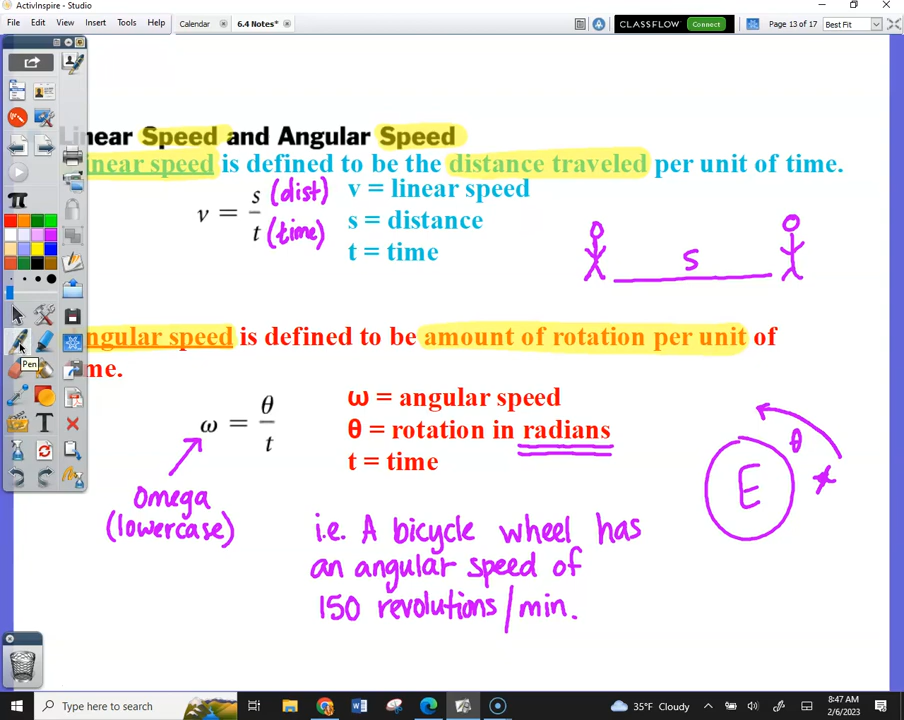 ActivInspire - Studio
File Edit View Insert Tools Help Calendar 6.4 Notes* CLASSFLOW Connect Page 13 of 17 Best Fit
Linear Speed and Angular Speed
near speed is defined to be the distance traveled per unit of time.
v = s/t (dist) (time)
v = linear speed
s = distance
t = time
s
ngular speed is defined to be amount of rotation per unit of
me.
ω = θ/t
ω = angular speed
θ = rotation in radians
t = time
θ
E
Pen
Omega
(lowercase)
i.e. A bicycle wheel has
an angular speed of
150 revolutions/min.
Type here to search
35°F Cloudy
8:47 AM
2/6/2023